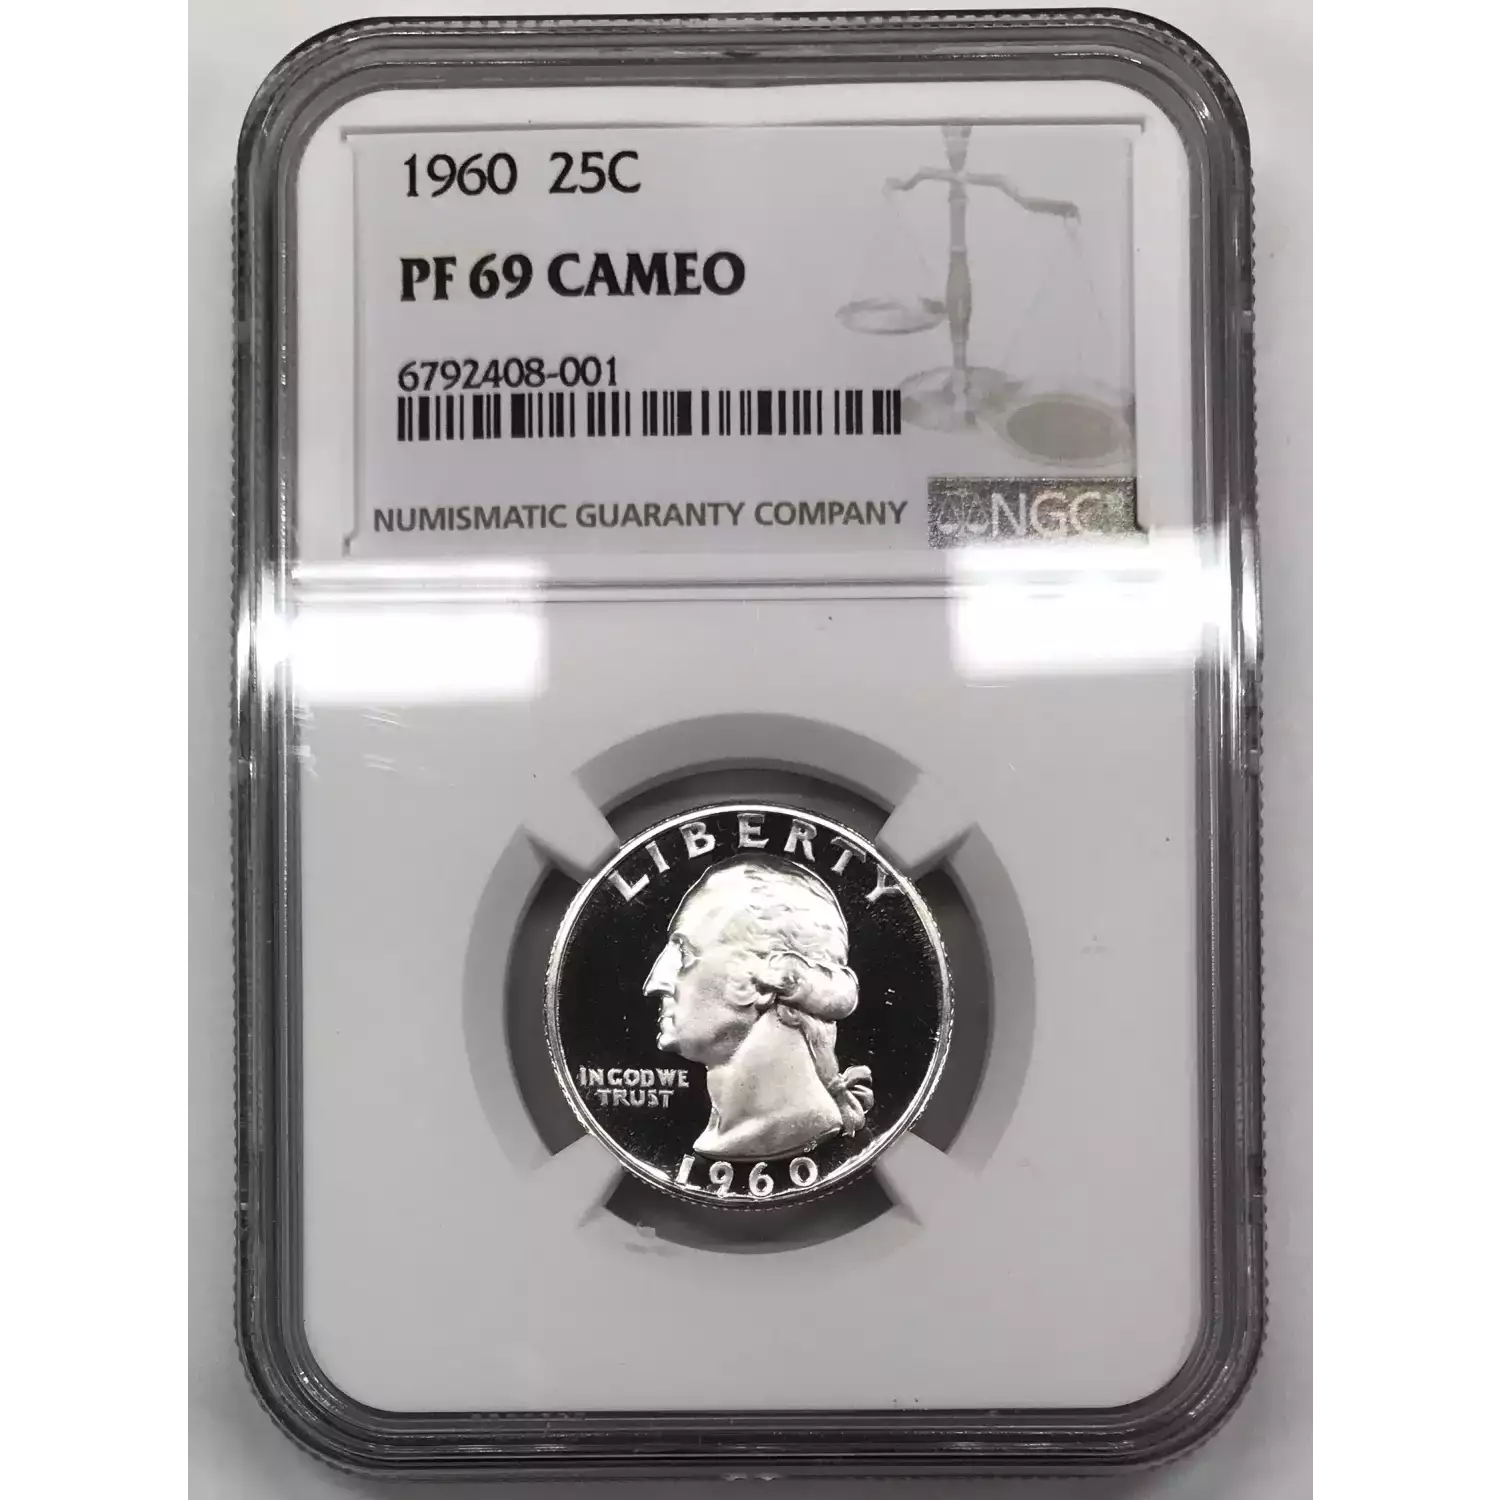 1960 25C
PF 69 CAMEO
6792408-001
NUMISMATIC GUARANTY COMPANY NGC
LIBERTY
IN GOD WE
TRUST
1960